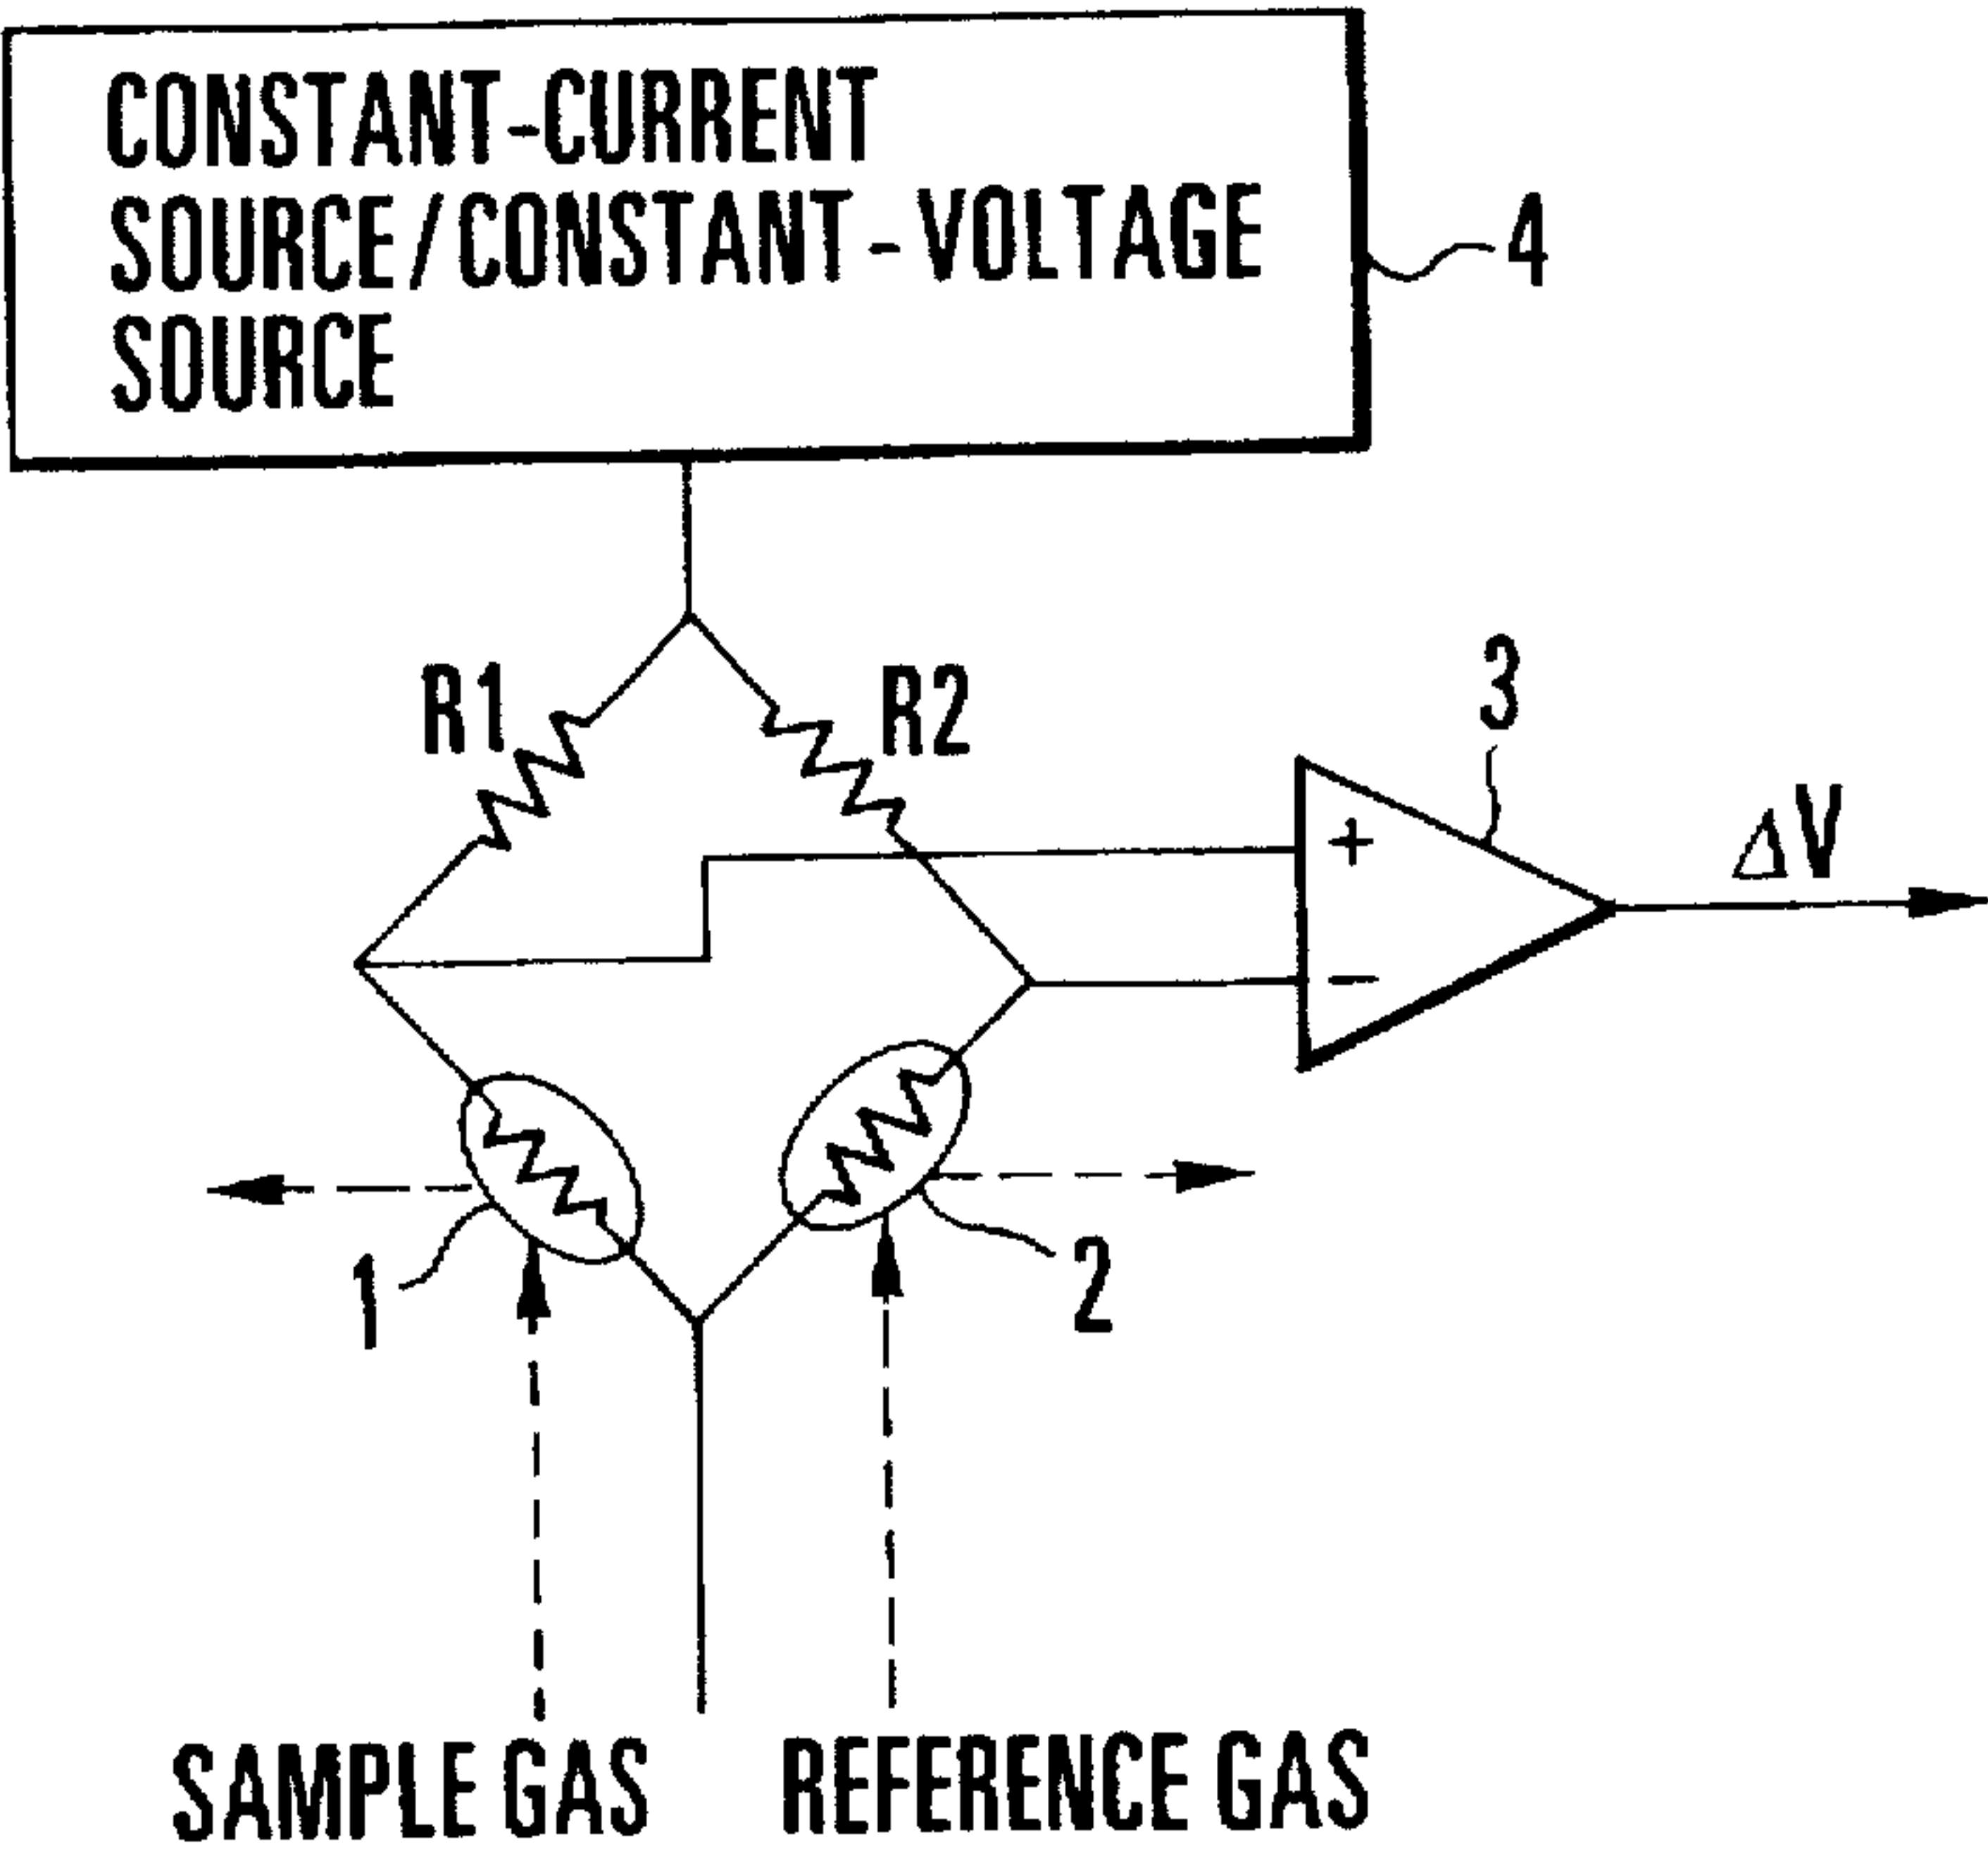 CONSTANT-CURRENT
SOURCE/CONSTANT-VOLTAGE
SOURCE
4
R1
R2
3
+
ΔV
−
1
2
SAMPLE GAS
REFERENCE GAS